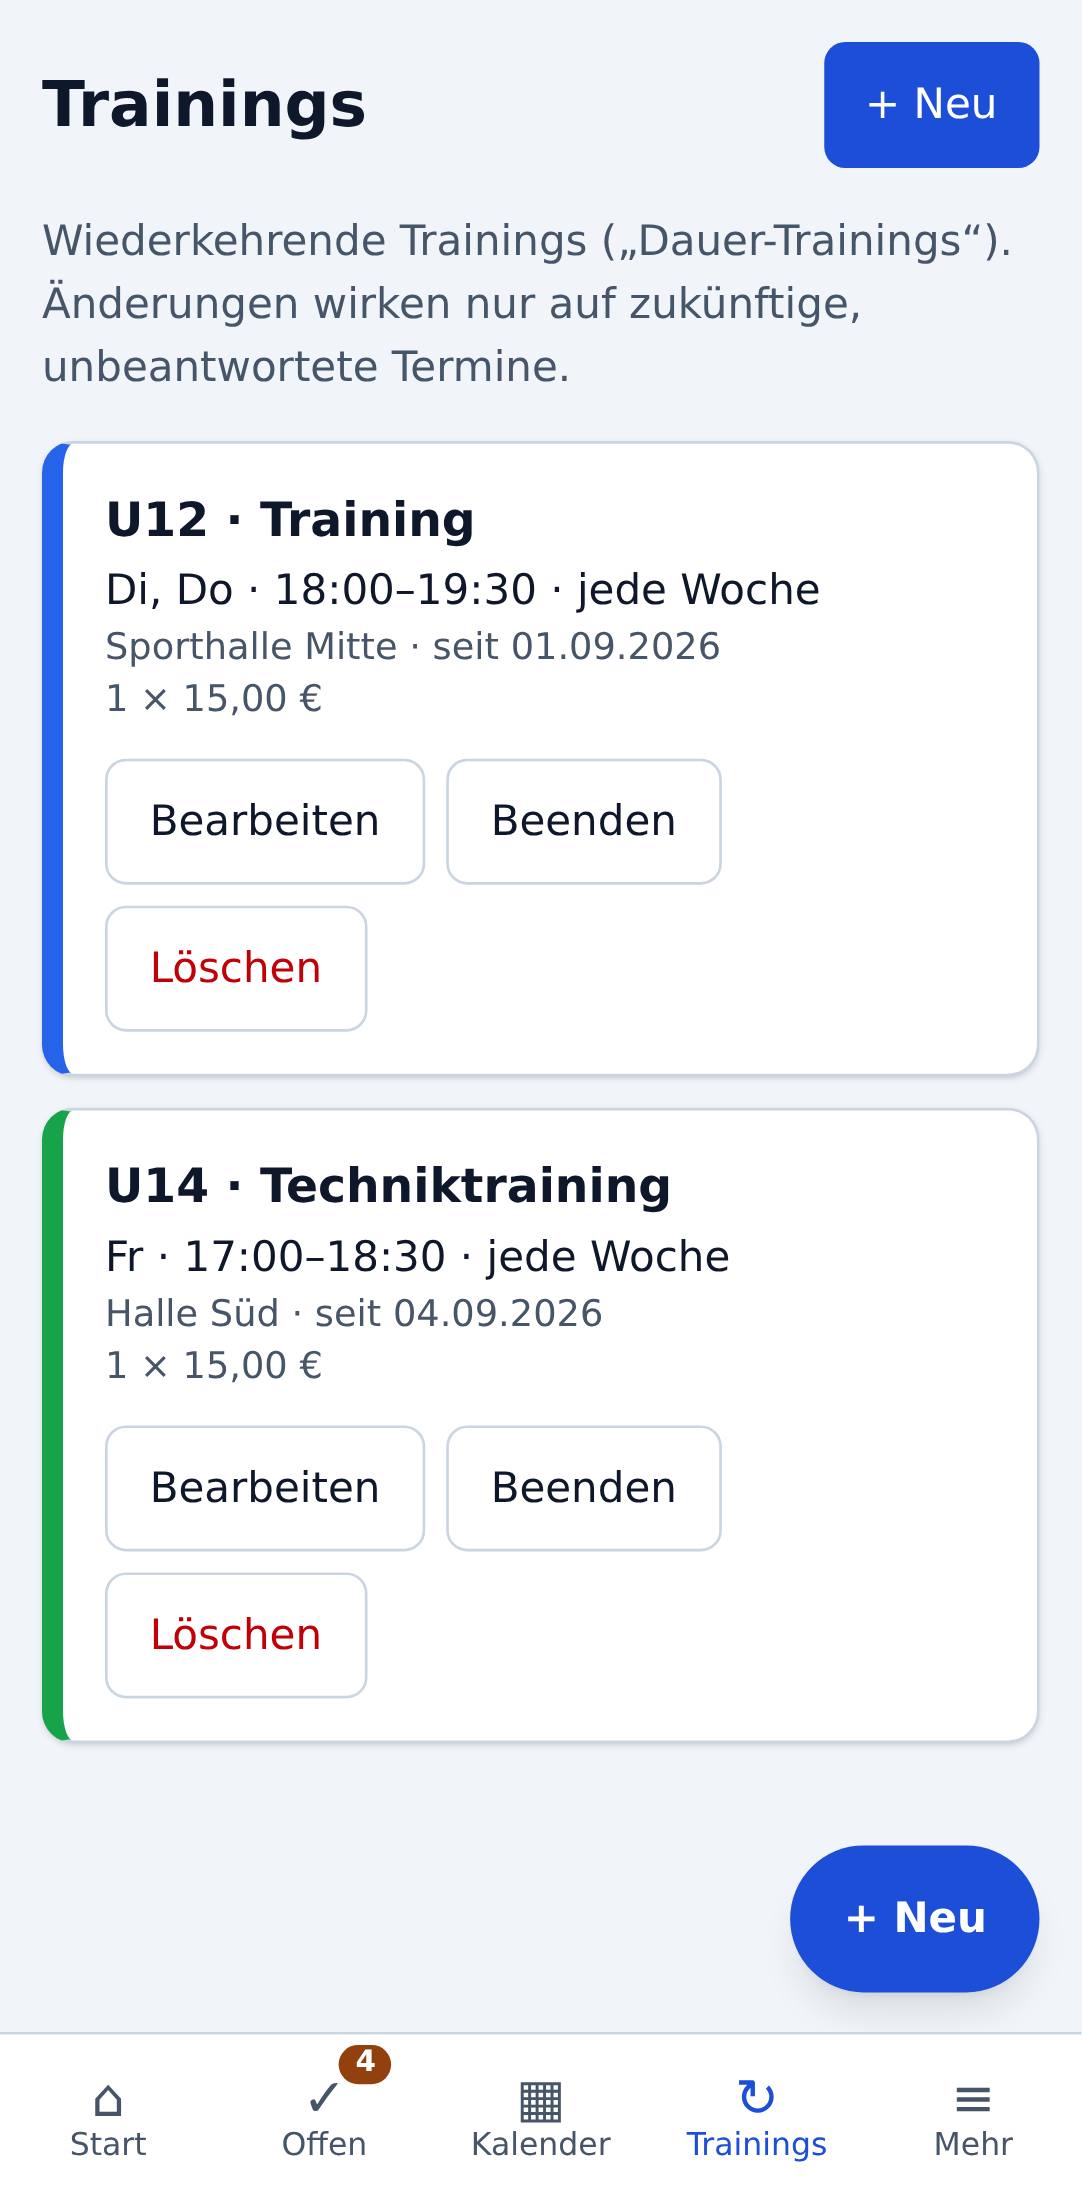 Trainings
+ Neu
Wiederkehrende Trainings („Dauer-Trainings“).
Änderungen wirken nur auf zukünftige,
unbeantwortete Termine.
U12 · Training
Di, Do · 18:00–19:30 · jede Woche
Sporthalle Mitte · seit 01.09.2026
1 × 15,00 €
Bearbeiten
Beenden
Löschen
U14 · Techniktraining
Fr · 17:00–18:30 · jede Woche
Halle Süd · seit 04.09.2026
1 × 15,00 €
Bearbeiten
Beenden
Löschen
+ Neu
4
Start
Offen
Kalender
Trainings
Mehr